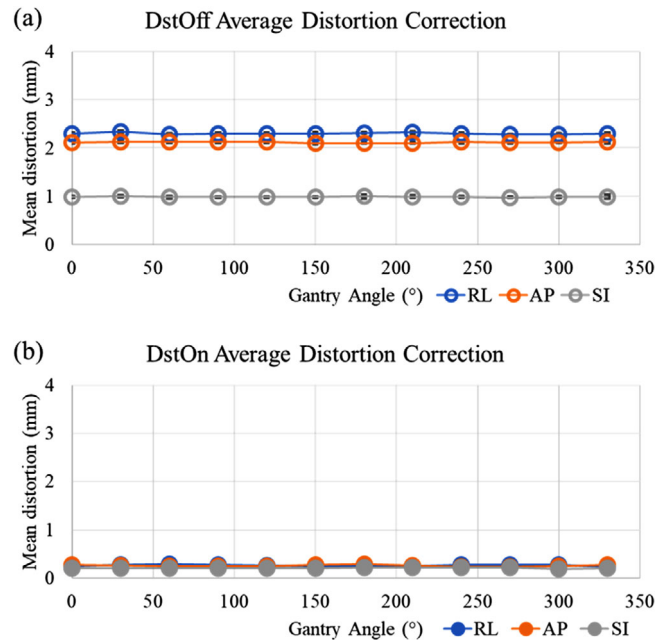 (a)
DstOff Average Distortion Correction
4
3
2
1
0
Mean distortion (mm)
0 50 100 150 200 250 300 350
Gantry Angle (°) RL AP SI
(b)
DstOn Average Distortion Correction
4
3
2
1
0
Mean distortion (mm)
0 50 100 150 200 250 300 350
Gantry Angle (°) RL AP SI